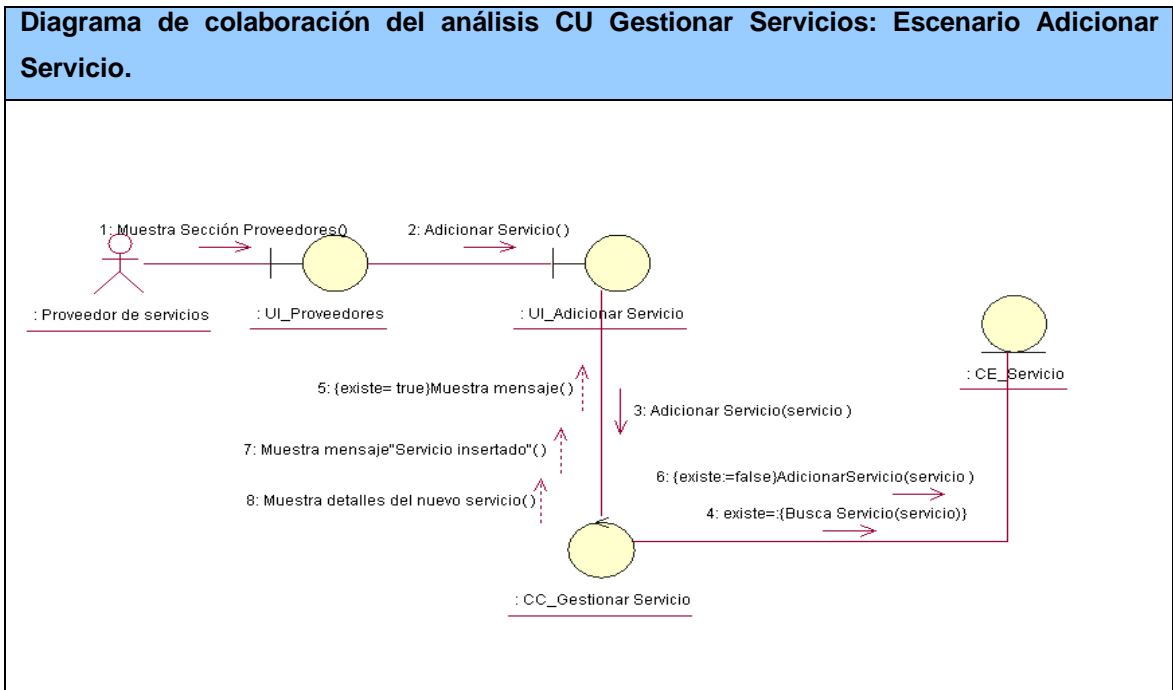 Diagrama de colaboración del análisis CU Gestionar Servicios: Escenario Adicionar
Servicio.
1: Muestra Sección Proveedores()
2: Adicionar Servicio()
: Proveedor de servicios
: UI_Proveedores
: UI_Adicionar Servicio
: CE_Servicio
5: {existe= true}Muestra mensaje()
3: Adicionar Servicio(servicio )
7: Muestra mensaje"Servicio insertado"()
6: {existe:=false}AdicionarServicio(servicio )
8: Muestra detalles del nuevo servicio()
4: existe=:{Busca Servicio(servicio)}
: CC_Gestionar Servicio